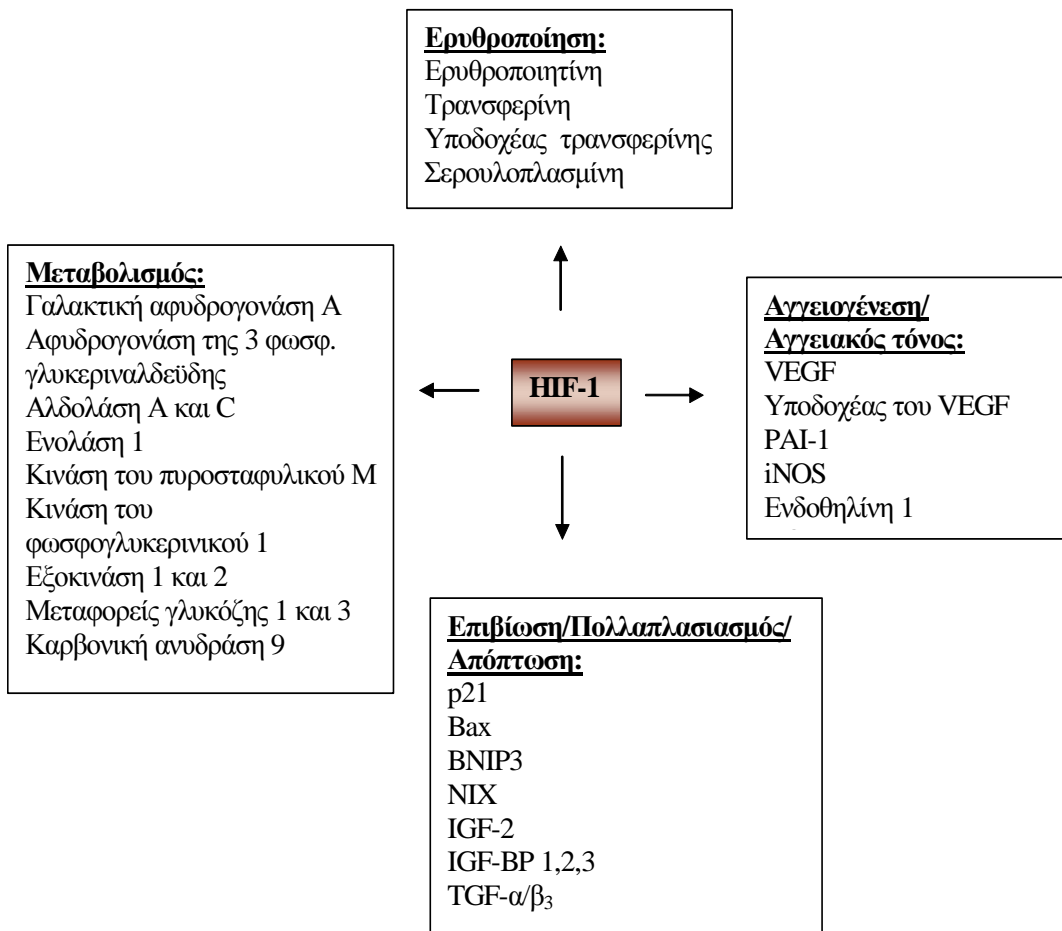 Ερυθροποίηση:
Ερυθροποιητίνη
Τρανσφερίνη
Υποδοχέας τρανσφερίνης
Σερουλοπλασμίνη
Μεταβολισμός:
Γαλακτική αφυδρογονάση Α
Αφυδρογονάση της 3 φωσφ.
γλυκεριναλδεϋδης
Αλδολάση Α και C
Ενολάση 1
Κινάση του πυροσταφυλικού Μ
Κινάση του
φωσφογλυκερινικού 1
Εξοκινάση 1 και 2
Μεταφορείς γλυκόζης 1 και 3
Καρβονική ανυδράση 9
HIF-1
Αγγειογένεση/
Αγγειακός τόνος:
VEGF
Υποδοχέας του VEGF
PAI-1
iNOS
Ενδοθηλίνη 1
Επιβίωση/Πολλαπλασιασμός/
Απόπτωση:
p21
Bax
BNIP3
NIX
IGF-2
IGF-BP 1,2,3
TGF-α/β₃